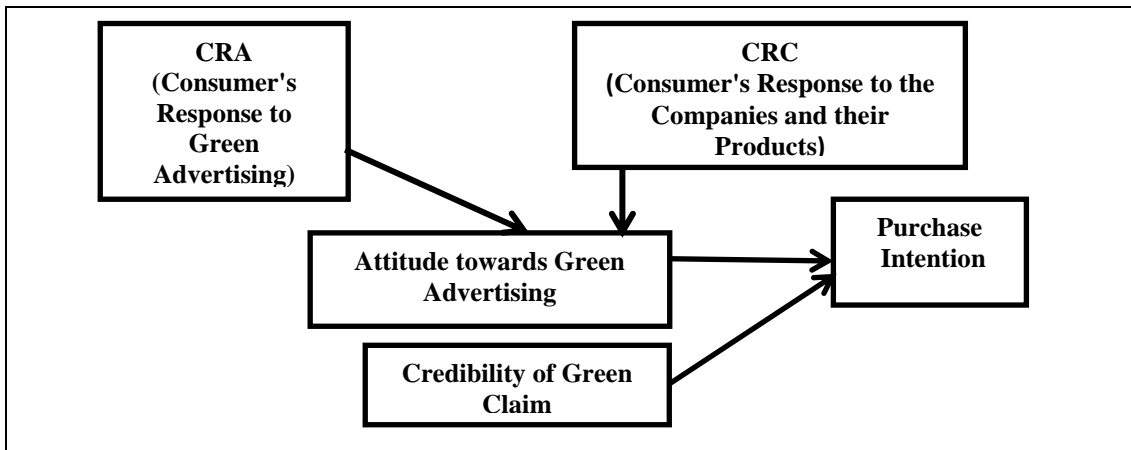 CRA
(Consumer's
Response to
Green
Advertising)
CRC
(Consumer's Response to the
Companies and their
Products)
Purchase
Intention
Attitude towards Green
Advertising
Credibility of Green
Claim